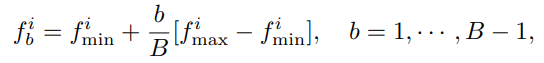 f_b^i = f_min^i + b/B [f_max^i − f_min^i],   b = 1, ··· , B − 1,